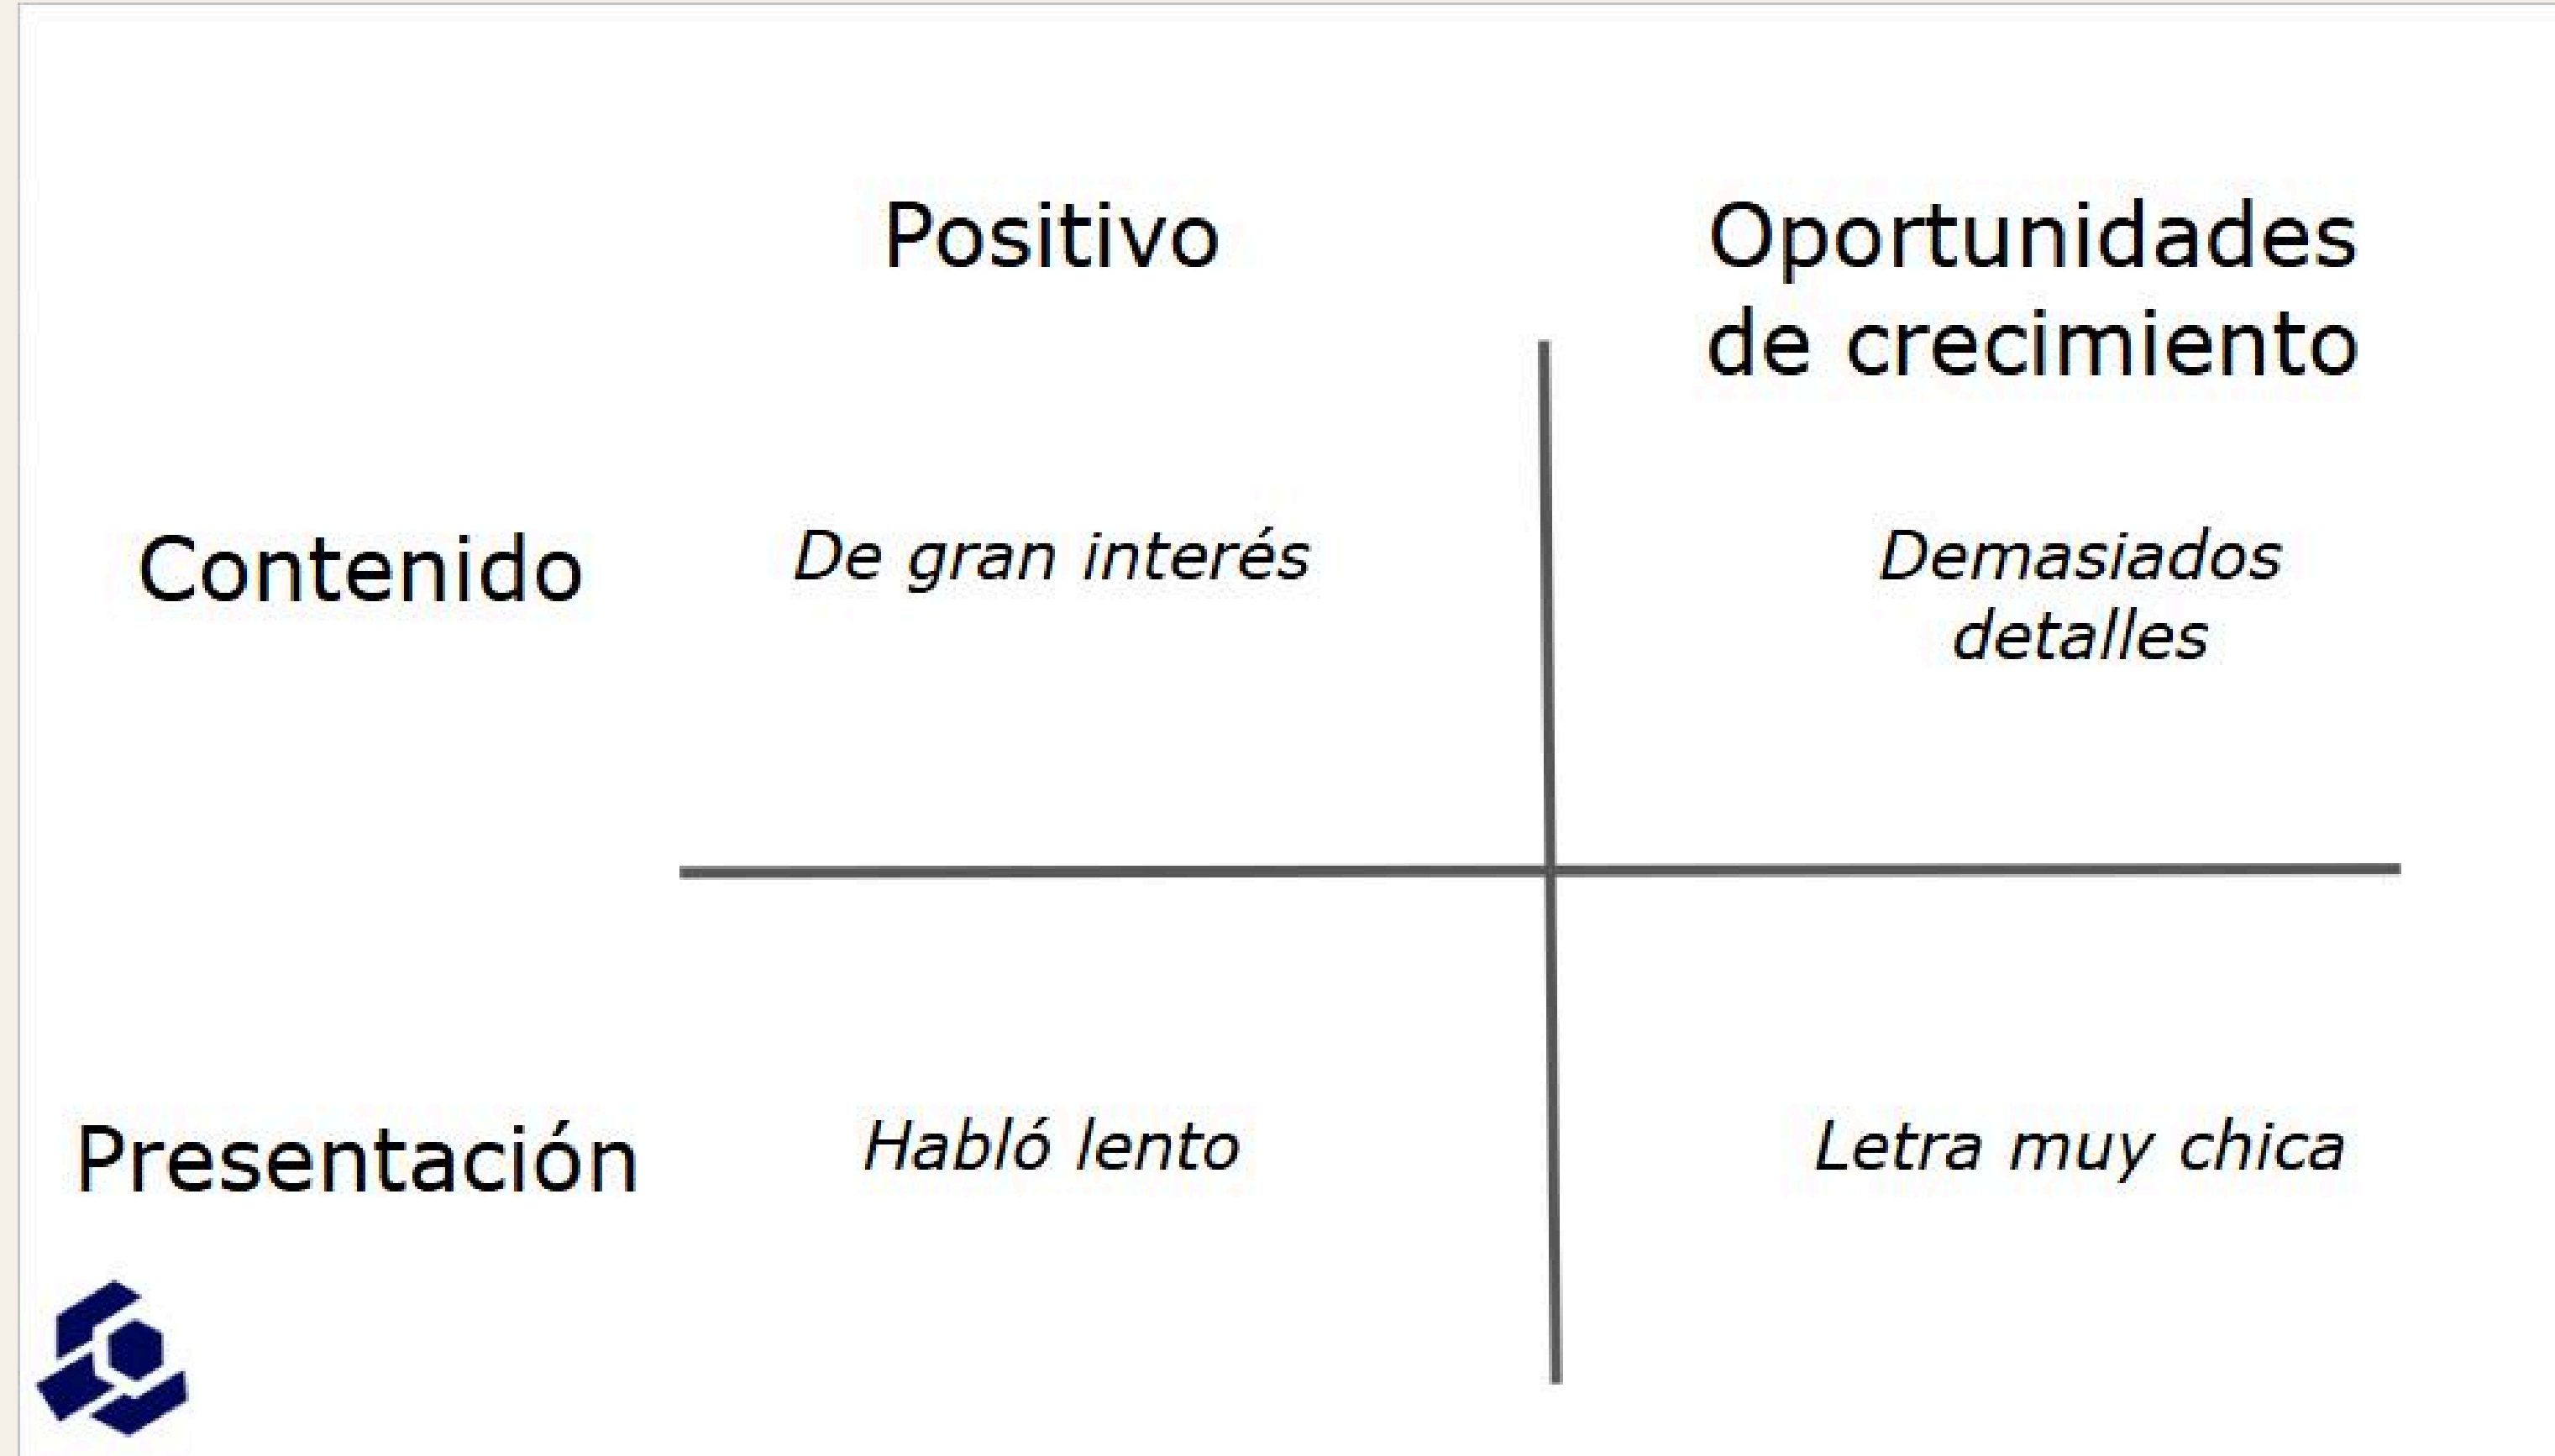 Positivo
Oportunidades
de crecimiento
Contenido
De gran interés
Demasiados
detalles
Presentación
Habló lento
Letra muy chica